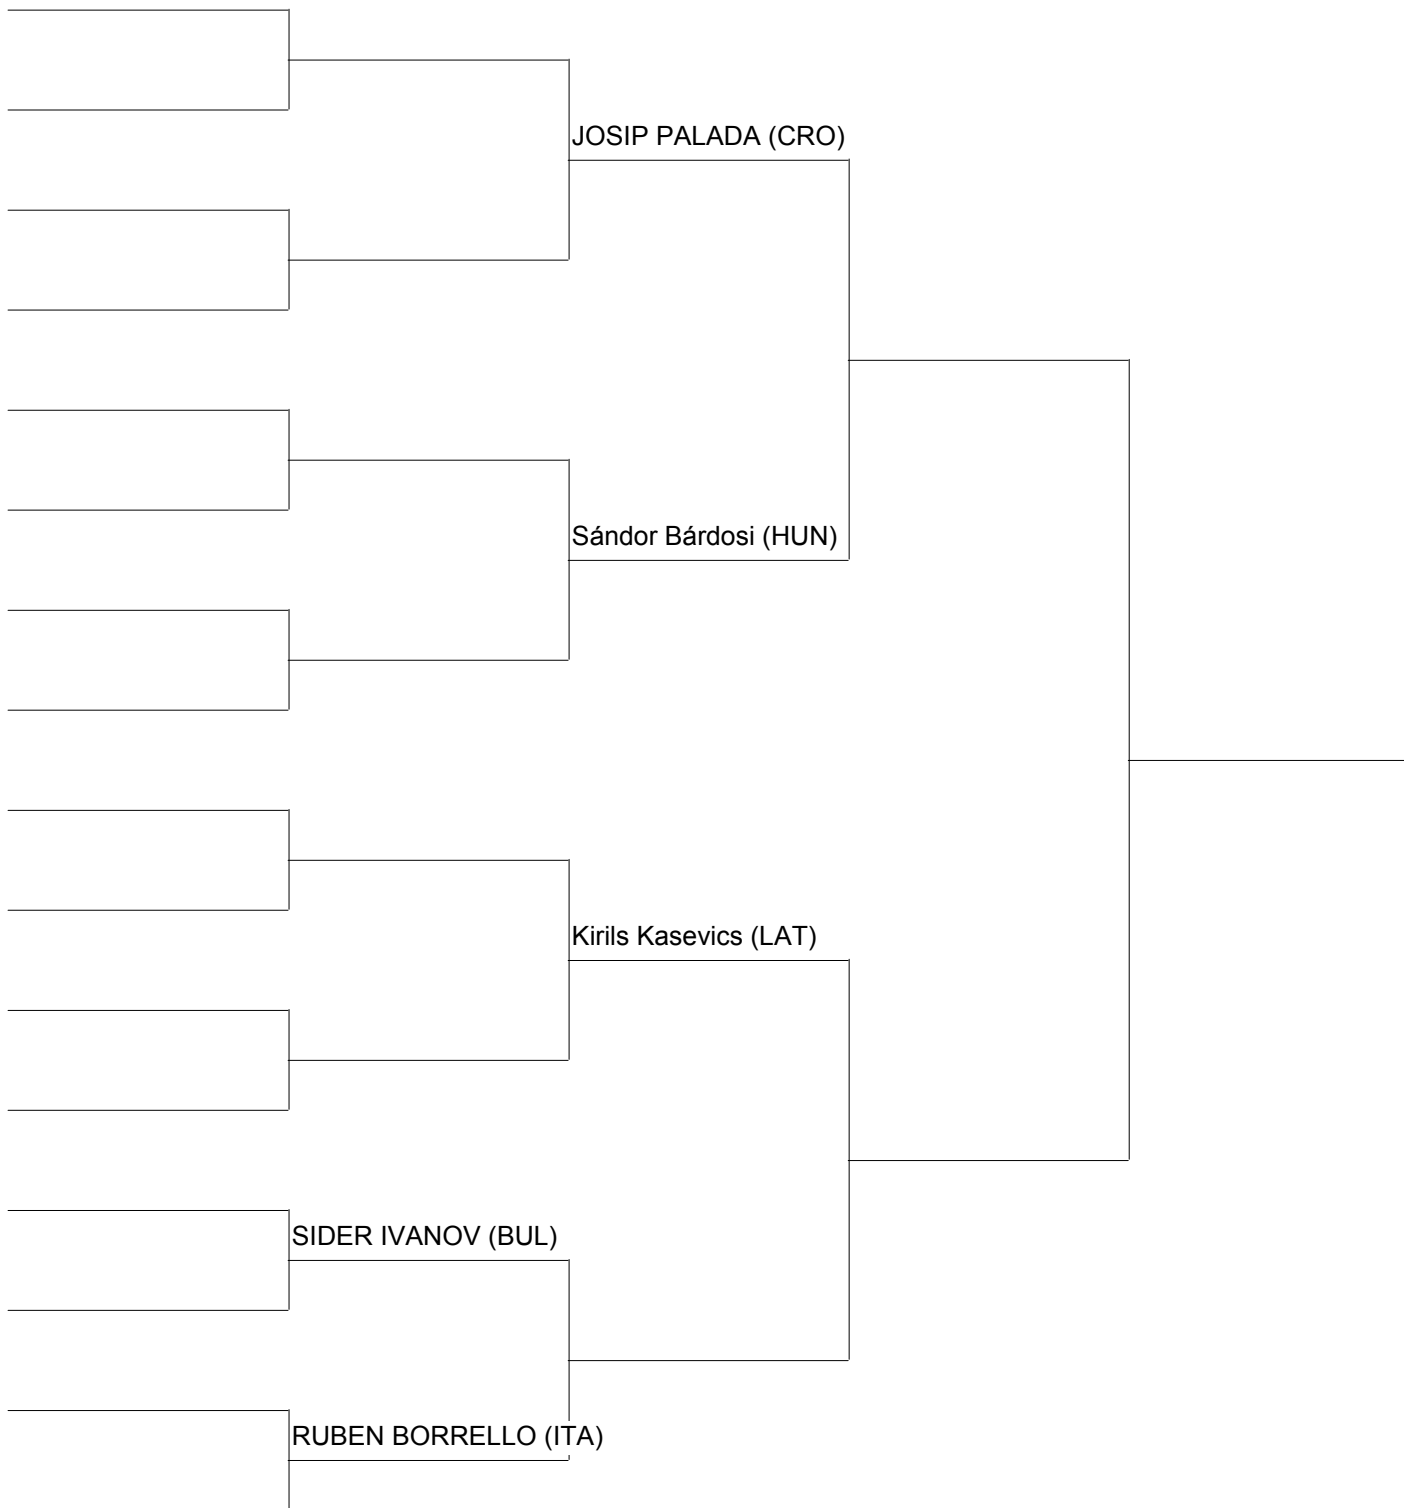 JOSIP PALADA (CRO)
Sándor Bárdosi (HUN)
Kirils Kasevics (LAT)
SIDER IVANOV (BUL)
RUBEN BORRELLO (ITA)